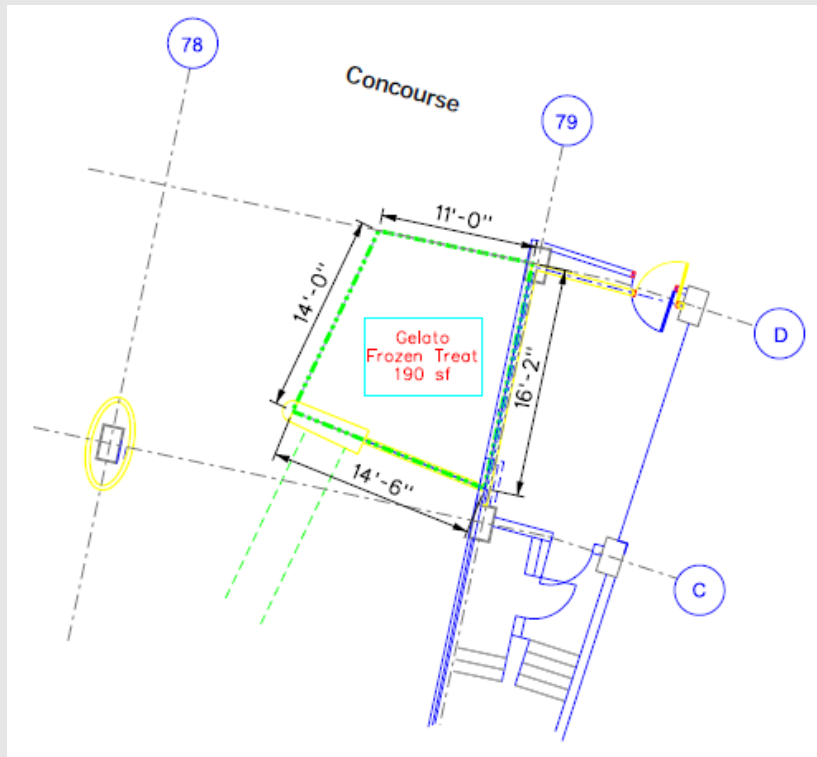 78
Concourse
79
11'-0"
14'-0"
Gelato
Frozen Treat
190 sf
16'-2"
D
14'-6"
C